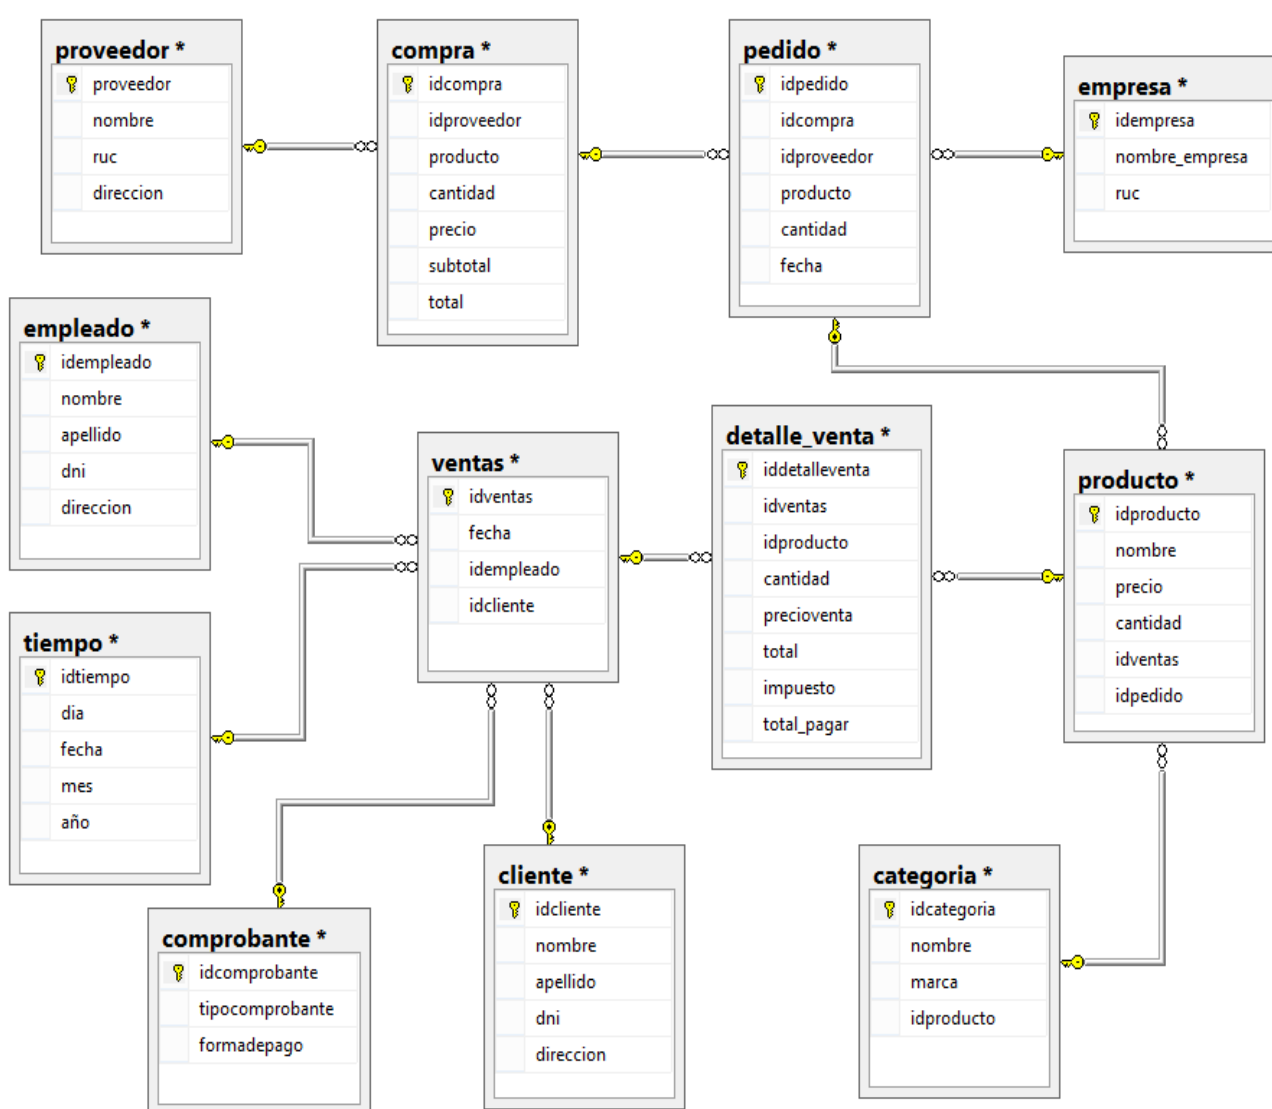 proveedor *
proveedor
nombre
ruc
direccion
compra *
idcompra
idproveedor
producto
cantidad
precio
subtotal
total
pedido *
idpedido
idcompra
idproveedor
producto
cantidad
fecha
empresa *
idempresa
nombre_empresa
ruc
empleado *
idempleado
nombre
apellido
dni
direccion
ventas *
idventas
fecha
idempleado
idcliente
detalle_venta *
iddetalleventa
idventas
idproducto
cantidad
precioventa
total
impuesto
total_pagar
producto *
idproducto
nombre
precio
cantidad
idventas
idpedido
tiempo *
idtiempo
dia
fecha
mes
año
comprobante *
idcomprobante
tipocomprobante
formadepago
cliente *
idcliente
nombre
apellido
dni
direccion
categoria *
idcategoria
nombre
marca
idproducto